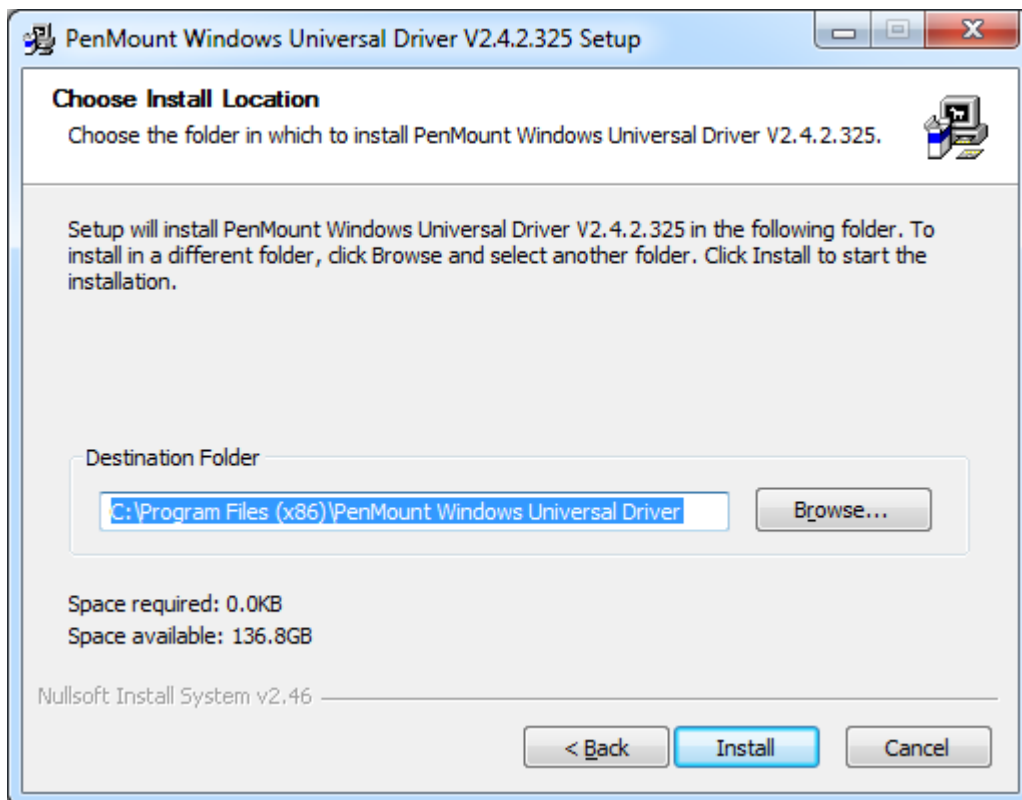 PenMount Windows Universal Driver V2.4.2.325 Setup
Choose Install Location
Choose the folder in which to install PenMount Windows Universal Driver V2.4.2.325.
Setup will install PenMount Windows Universal Driver V2.4.2.325 in the following folder. To
install in a different folder, click Browse and select another folder. Click Install to start the
installation.
Destination Folder
C:\Program Files (x86)\PenMount Windows Universal Driver
Browse...
Space required: 0.0KB
Space available: 136.8GB
Nullsoft Install System v2.46
< Back
Install
Cancel